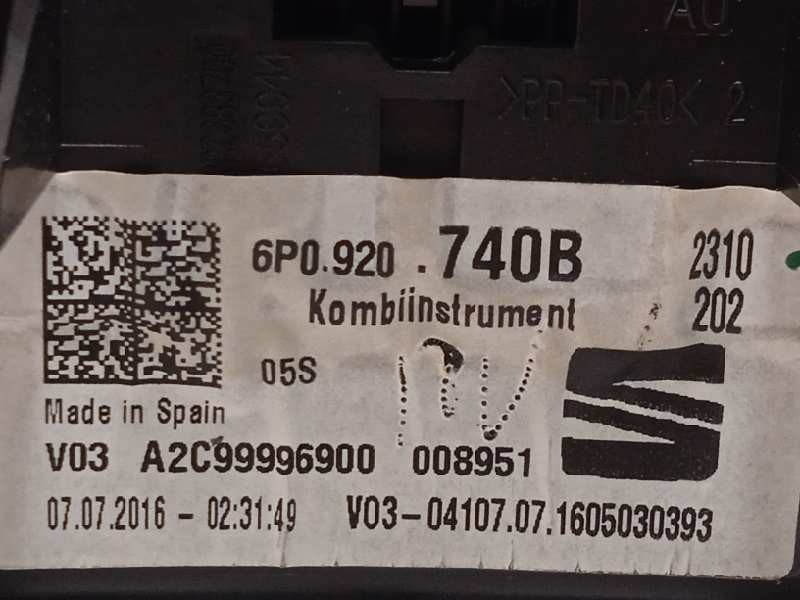 AU
>PP-TD40< 2
6P0.920 .740B 2310
Kombiinstrument 202
05S
Made in Spain
V03 A2C99996900 008951
07.07.2016 - 02:31:49 V03-04107.07.1605030393